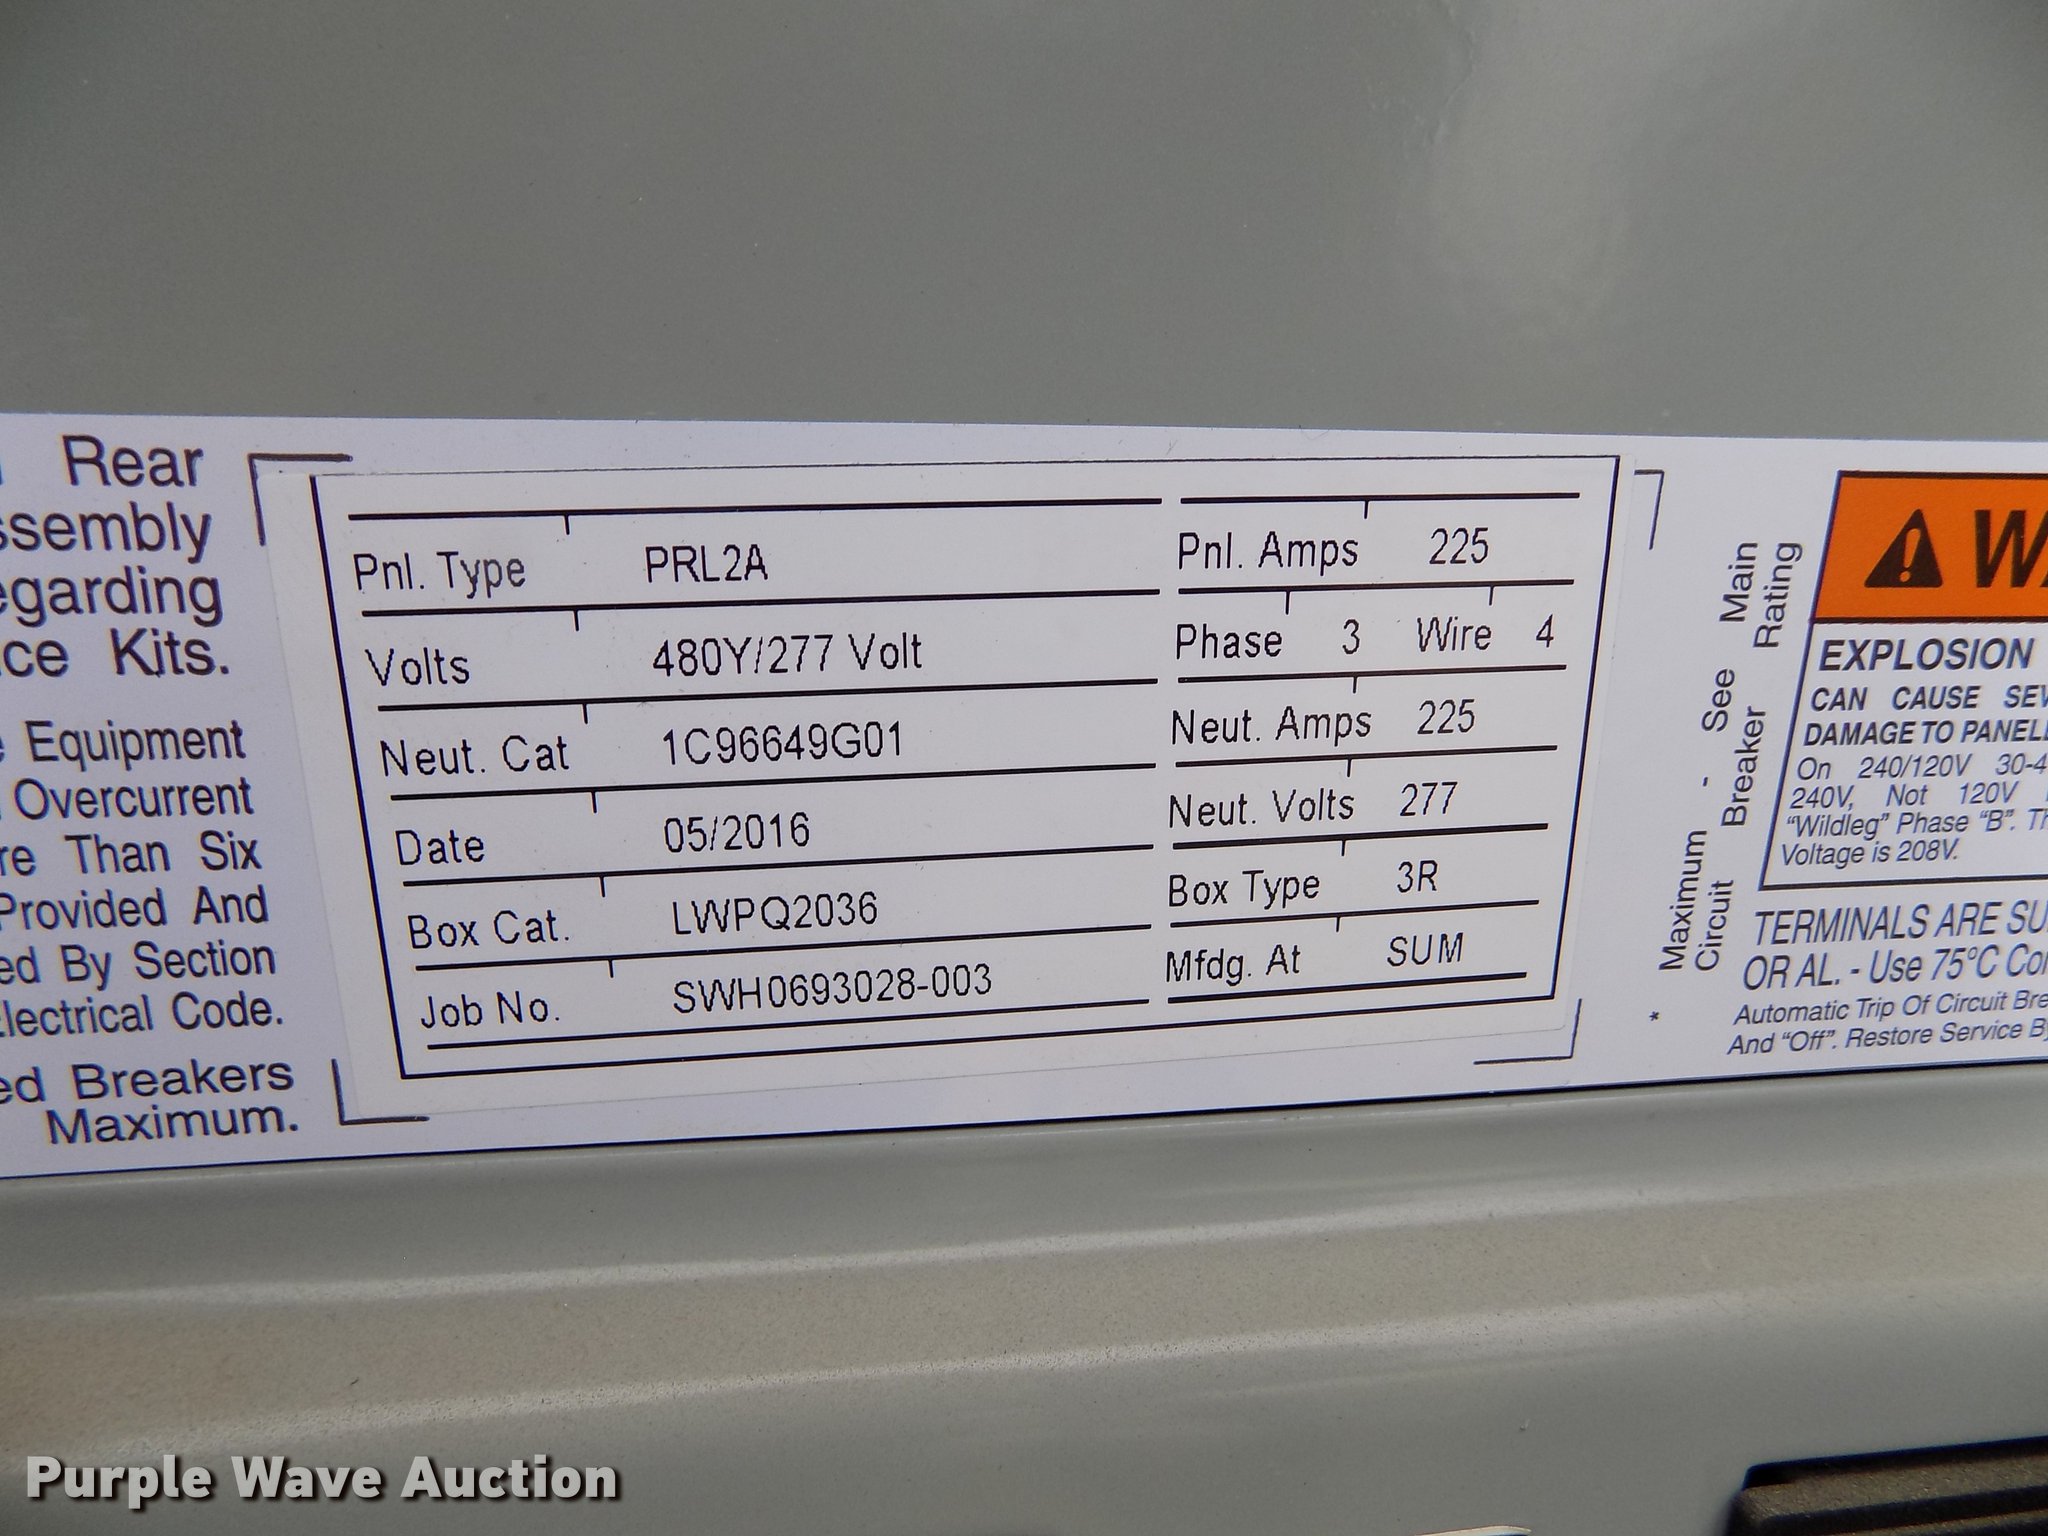 Rear
ssembly
egarding
ce Kits.
Equipment
Overcurrent
re Than Six
Provided And
ed By Section
Electrical Code.
ed Breakers
Maximum.
Pnl. Type PRL2A
Volts 480Y/277 Volt
Neut. Cat 1C96649G01
Date 05/2016
Box Cat. LWPQ2036
Job No. SWH0693028-003
Pnl. Amps 225
Phase 3 Wire 4
Neut. Amps 225
Neut. Volts 277
Box Type 3R
Mfdg. At SUM
* Maximum - See Main
Circuit Breaker Rating
WA
EXPLOSION
CAN CAUSE SEV
DAMAGE TO PANEL
On 240/120V 30-4
240V, Not 120V
"Wildleg" Phase "B". Th
Voltage is 208V.
TERMINALS ARE SU
OR AL. - Use 75°C Con
Automatic Trip Of Circuit Bre
And "Off". Restore Service B
Purple Wave Auction